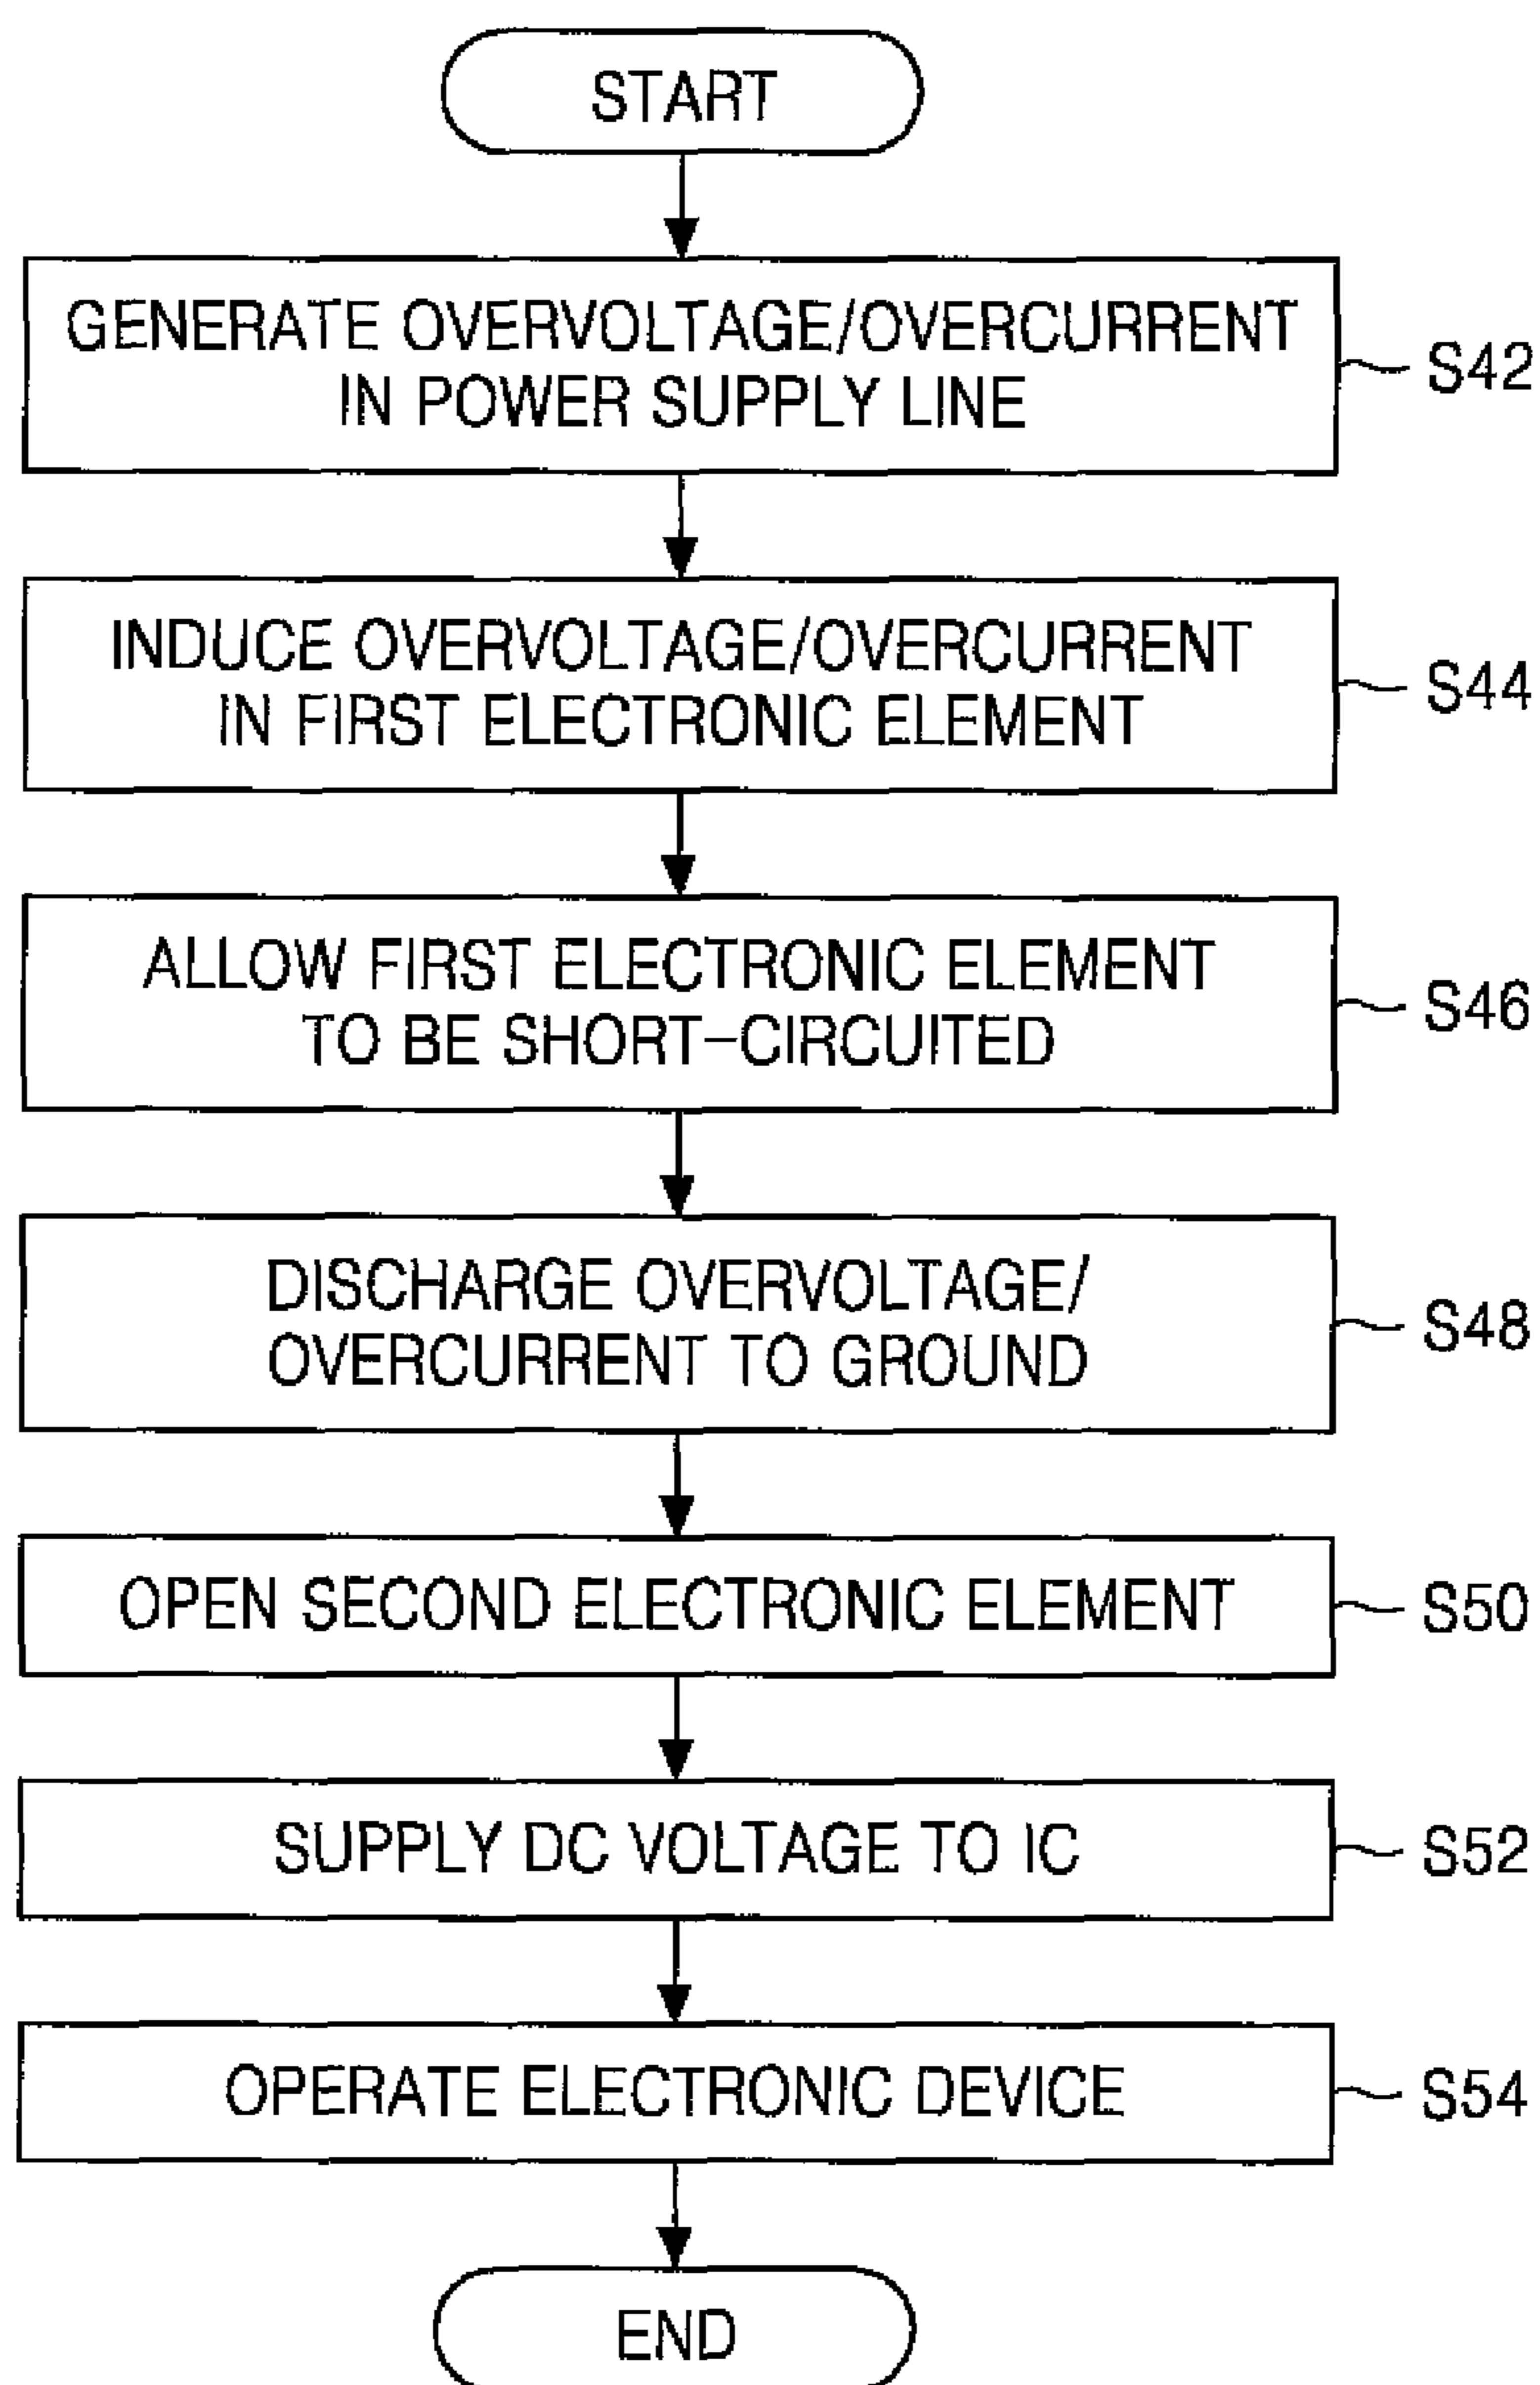 START
GENERATE OVERVOLTAGE/OVERCURRENT
IN POWER SUPPLY LINE
S42
INDUCE OVERVOLTAGE/OVERCURRENT
IN FIRST ELECTRONIC ELEMENT
S44
ALLOW FIRST ELECTRONIC ELEMENT
TO BE SHORT-CIRCUITED
S46
DISCHARGE OVERVOLTAGE/
OVERCURRENT TO GROUND
S48
OPEN SECOND ELECTRONIC ELEMENT
S50
SUPPLY DC VOLTAGE TO IC
S52
OPERATE ELECTRONIC DEVICE
S54
END